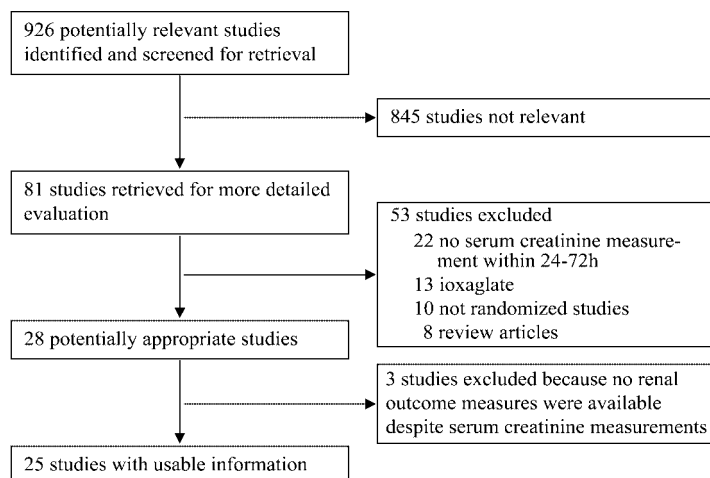 926 potentially relevant studies
identified and screened for retrieval
845 studies not relevant
81 studies retrieved for more detailed
evaluation
53 studies excluded
22 no serum creatinine measure-
ment within 24-72h
13 ioxaglate
10 not randomized studies
8 review articles
28 potentially appropriate studies
3 studies excluded because no renal
outcome measures were available
despite serum creatinine measurements
25 studies with usable information